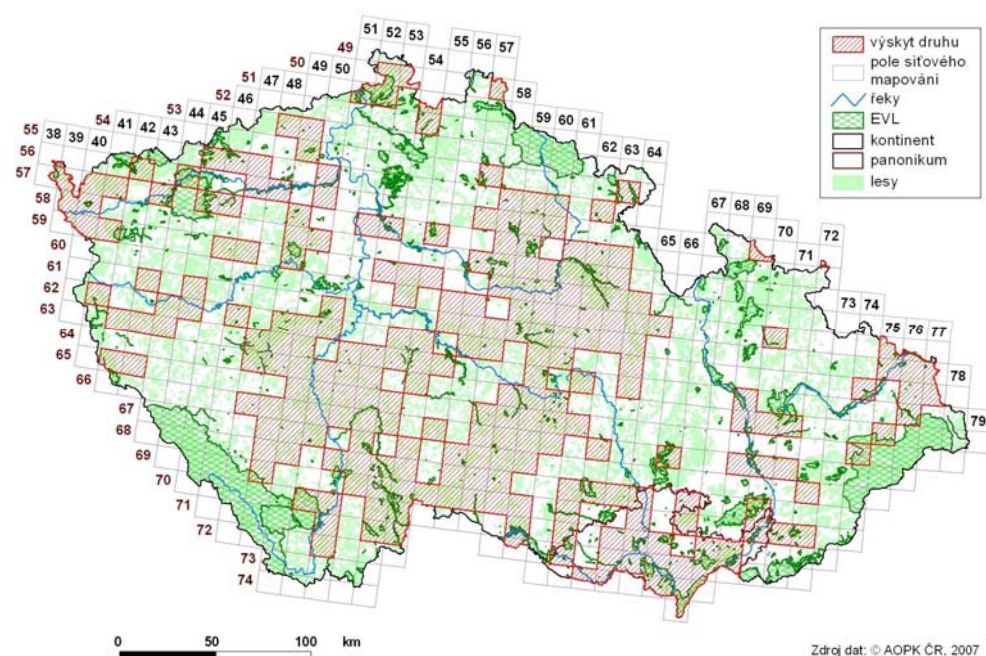 51 52 53
55 56 57
49
50
49 50
54
51
47 48
58
52
46
53
44 45
59 60 61
54
41 42 43
62 63 64
55
38 39 40
56
57
58
59
67 68 69
70
71
72
60
65 66
61
62
73 74
63
75 76 77
64
65
78
66
79
67
68
69
70
71
72
73
74
výskyt druhu
pole síťového
mapování
řeky
EVL
kontinent
panonikum
lesy
0 50 100 km
Zdroj dat: © AOPK ČR, 2007